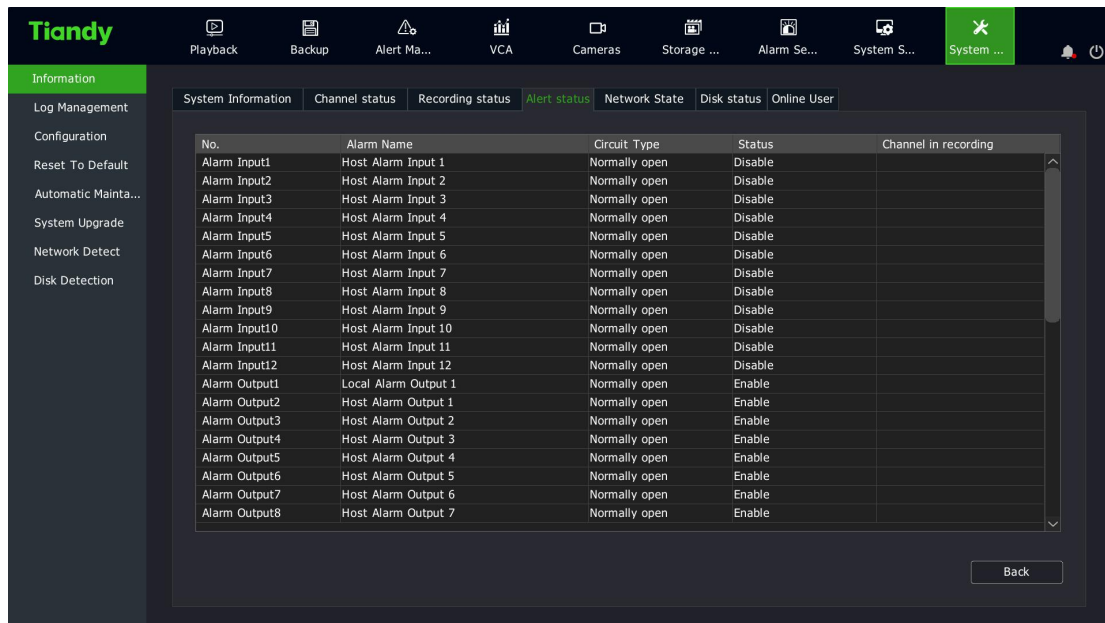 Tiandy
Playback Backup Alert Ma... VCA Cameras Storage ... Alarm Se... System S... System ...
Information
Log Management
Configuration
Reset To Default
Automatic Mainta...
System Upgrade
Network Detect
Disk Detection
System Information Channel status Recording status Alert status Network State Disk status Online User
No. Alarm Name Circuit Type Status Channel in recording
Alarm Input1 Host Alarm Input 1 Normally open Disable
Alarm Input2 Host Alarm Input 2 Normally open Disable
Alarm Input3 Host Alarm Input 3 Normally open Disable
Alarm Input4 Host Alarm Input 4 Normally open Disable
Alarm Input5 Host Alarm Input 5 Normally open Disable
Alarm Input6 Host Alarm Input 6 Normally open Disable
Alarm Input7 Host Alarm Input 7 Normally open Disable
Alarm Input8 Host Alarm Input 8 Normally open Disable
Alarm Input9 Host Alarm Input 9 Normally open Disable
Alarm Input10 Host Alarm Input 10 Normally open Disable
Alarm Input11 Host Alarm Input 11 Normally open Disable
Alarm Input12 Host Alarm Input 12 Normally open Disable
Alarm Output1 Local Alarm Output 1 Normally open Enable
Alarm Output2 Host Alarm Output 1 Normally open Enable
Alarm Output3 Host Alarm Output 2 Normally open Enable
Alarm Output4 Host Alarm Output 3 Normally open Enable
Alarm Output5 Host Alarm Output 4 Normally open Enable
Alarm Output6 Host Alarm Output 5 Normally open Enable
Alarm Output7 Host Alarm Output 6 Normally open Enable
Alarm Output8 Host Alarm Output 7 Normally open Enable
Back